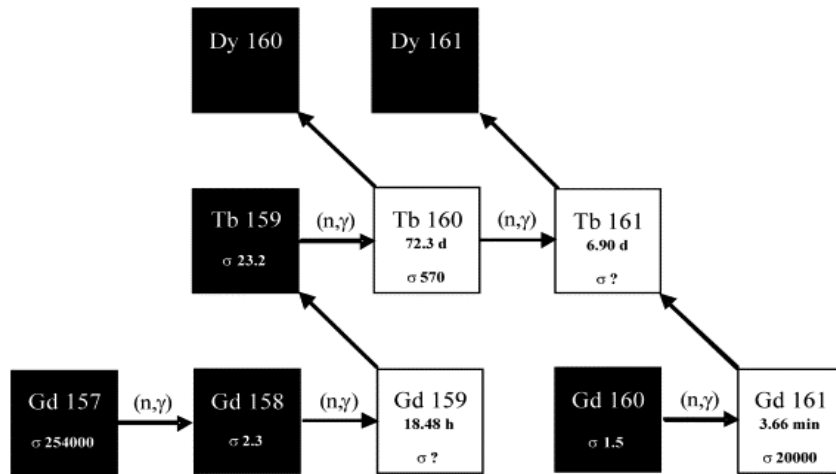 Dy 160
Dy 161
Tb 159
σ 23.2
(n,γ)
Tb 160
72.3 d
σ 570
(n,γ)
Tb 161
6.90 d
σ ?
Gd 157
σ 254000
(n,γ)
Gd 158
σ 2.3
(n,γ)
Gd 159
18.48 h
σ ?
Gd 160
σ 1.5
(n,γ)
Gd 161
3.66 min
σ 20000